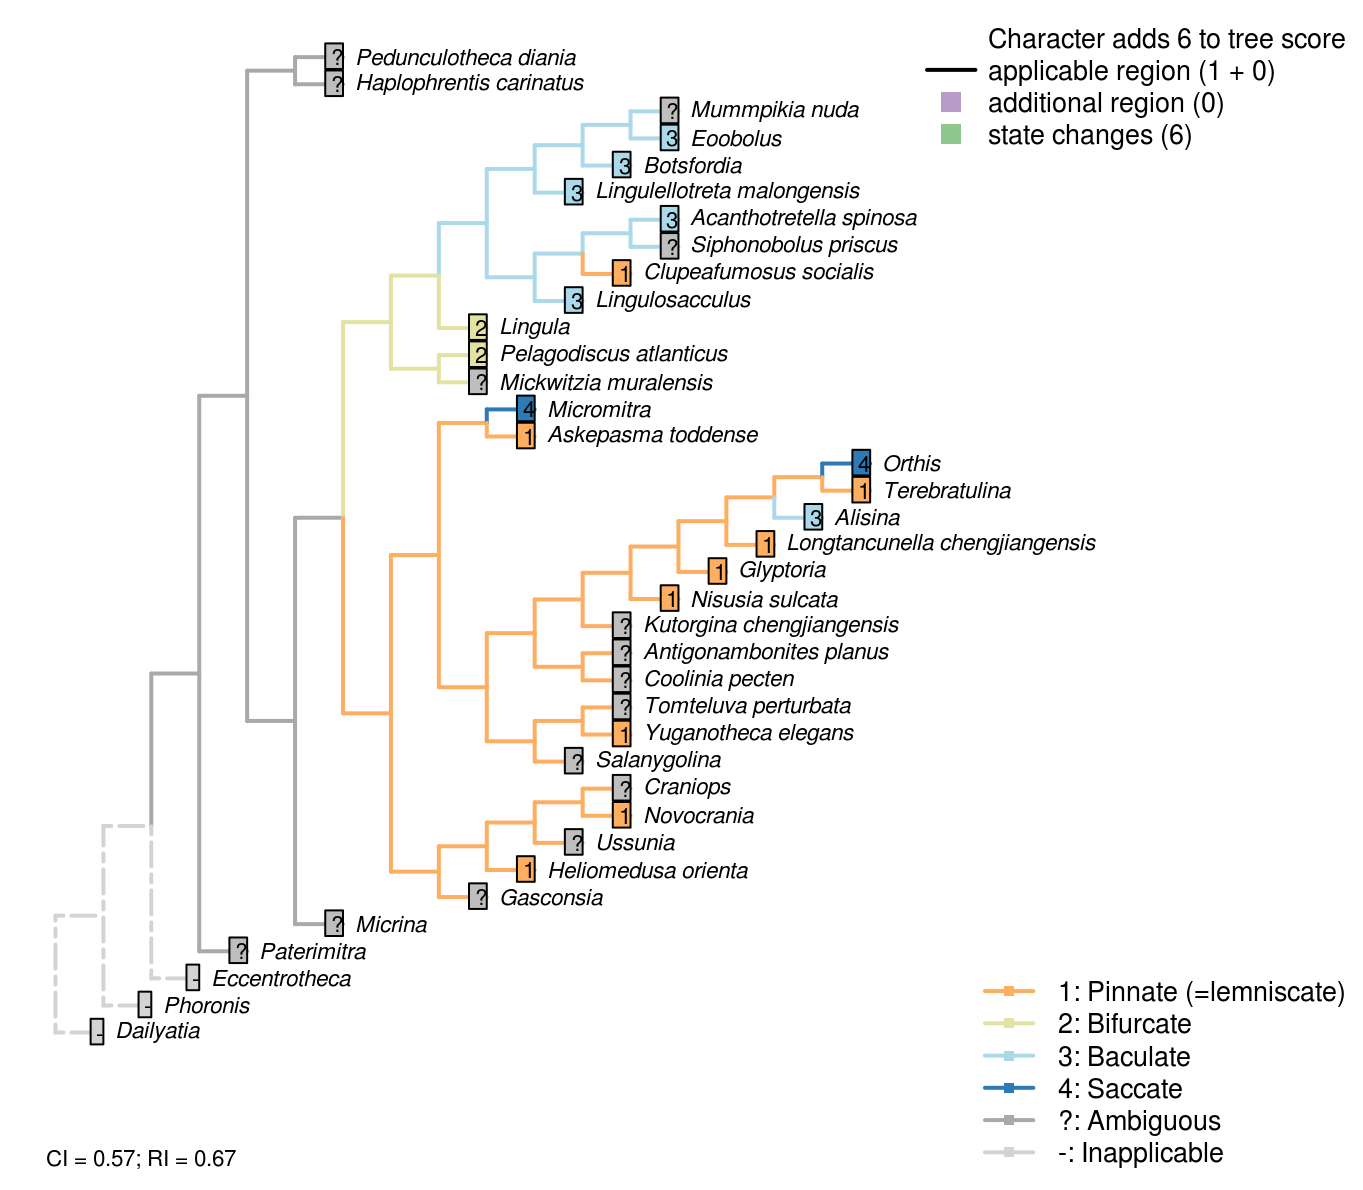 Character adds 6 to tree score
applicable region (1 + 0)
additional region (0)
state changes (6)
? Pedunculotheca diania
? Haplophrentis carinatus
? Mummpikia nuda
3 Eoobolus
3 Botsfordia
3 Lingulellotreta malongensis
3 Acanthotretella spinosa
? Siphonobolus priscus
1 Clupeafumosus socialis
3 Lingulosacculus
2 Lingula
2 Pelagodiscus atlanticus
? Mickwitzia muralensis
4 Micromitra
1 Askepasma toddense
4 Orthis
1 Terebratulina
3 Alisina
1 Longtancunella chengjiangensis
1 Glyptoria
1 Nisusia sulcata
? Kutorgina chengjiangensis
? Antigonambonites planus
? Coolinia pecten
? Tomteluva perturbata
1 Yuganotheca elegans
? Salanygolina
? Craniops
1 Novocrania
? Ussunia
1 Heliomedusa orienta
? Gasconsia
? Micrina
? Paterimitra
- Eccentrotheca
- Phoronis
- Dailyatia
1: Pinnate (=lemniscate)
2: Bifurcate
3: Baculate
4: Saccate
?: Ambiguous
-: Inapplicable
CI = 0.57; RI = 0.67